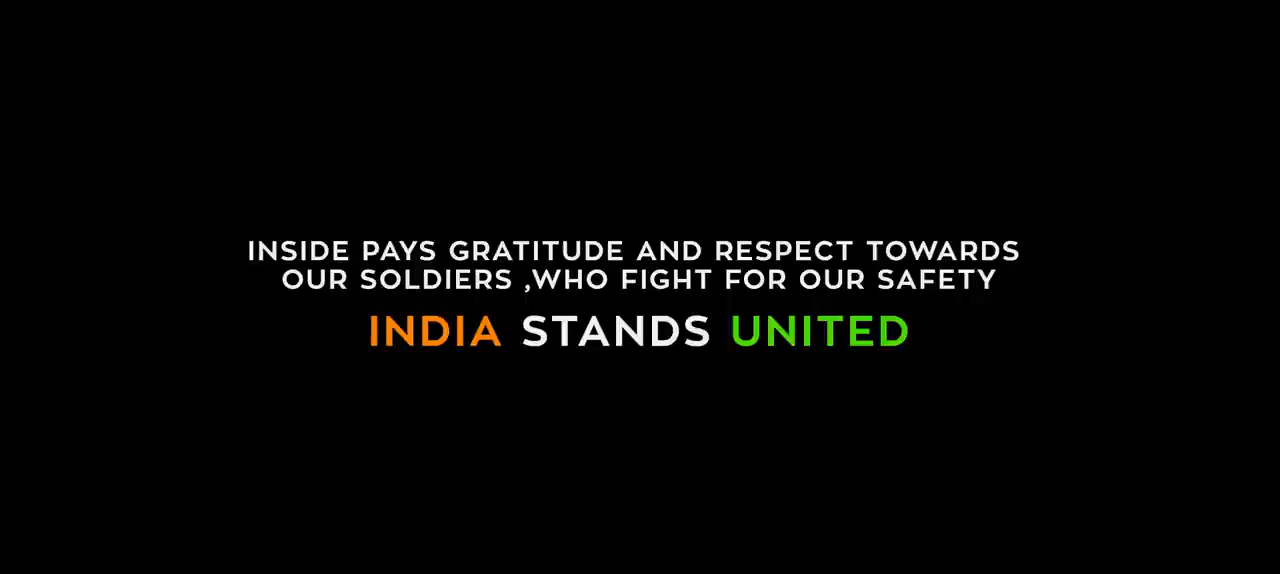 INSIDE PAYS GRATITUDE AND RESPECT TOWARDS
OUR SOLDIERS ,WHO FIGHT FOR OUR SAFETY
INDIA STANDS UNITED